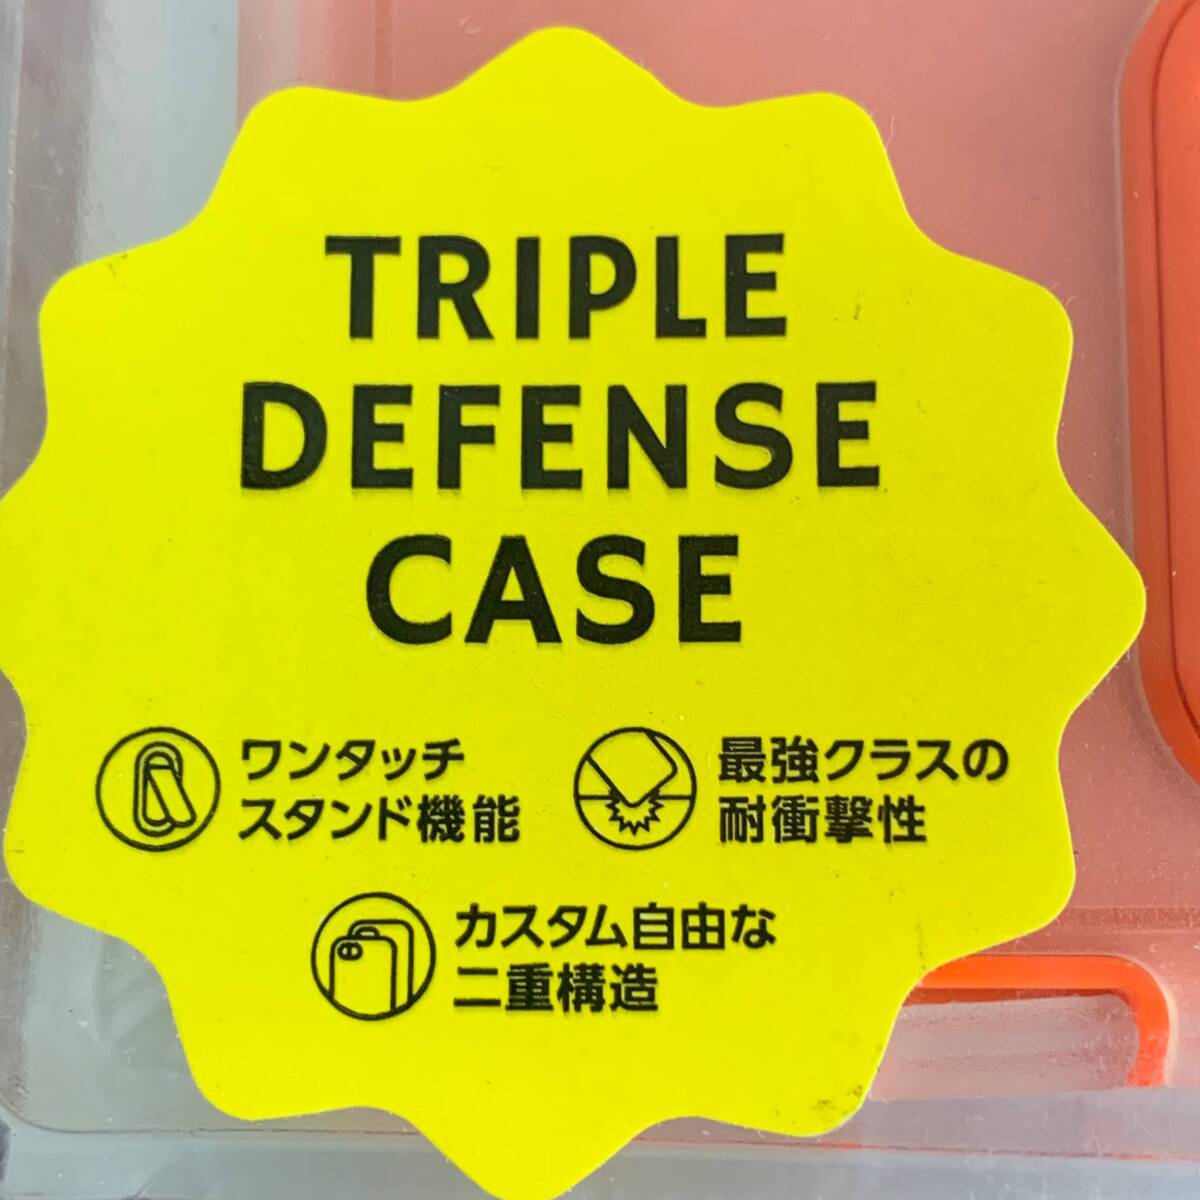 TRIPLE
DEFENSE
CASE
ワンタッチ
スタンド機能
最強クラスの
耐衝撃性
カスタム自由な
二重構造